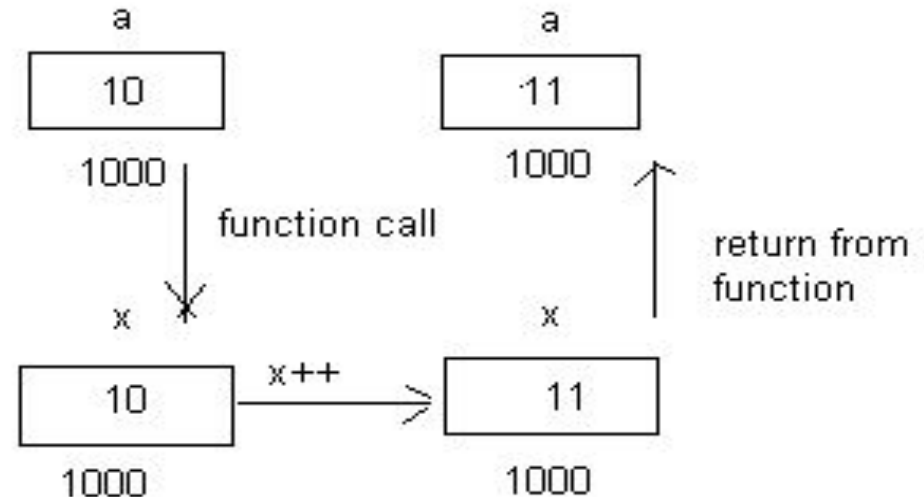 a
a
10
11
1000
1000
function call
return from
function
x
x
10
x++
11
1000
1000